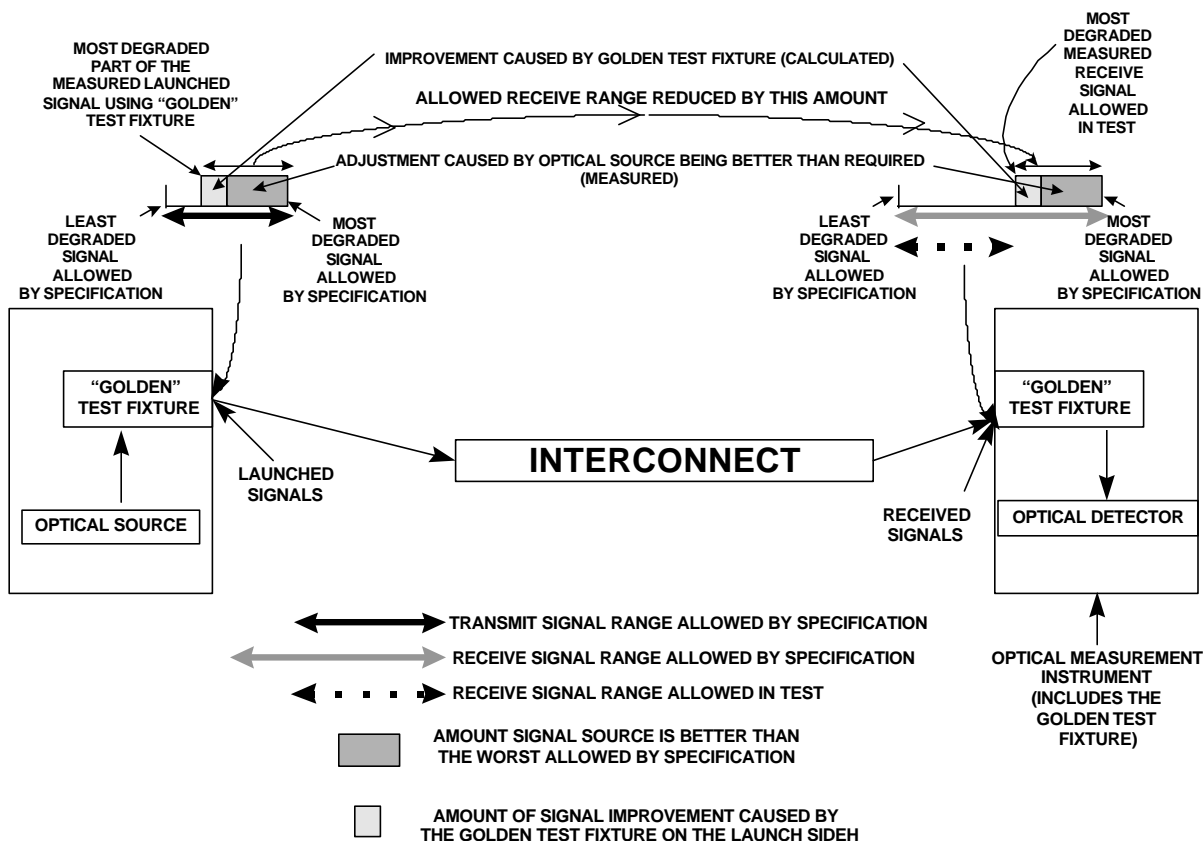 MOST DEGRADED
PART OF THE
MEASURED LAUNCHED
SIGNAL USING “GOLDEN”
TEST FIXTURE
IMPROVEMENT CAUSED BY GOLDEN TEST FIXTURE (CALCULATED)
ALLOWED RECEIVE RANGE REDUCED BY THIS AMOUNT
MOST
DEGRADED
MEASURED
RECEIVE
SIGNAL
ALLOWED
IN TEST
ADJUSTMENT CAUSED BY OPTICAL SOURCE BEING BETTER THAN REQUIRED
(MEASURED)
LEAST
DEGRADED
SIGNAL
ALLOWED
BY SPECIFICATION
MOST
DEGRADED
SIGNAL
ALLOWED
BY SPECIFICATION
LEAST
DEGRADED
SIGNAL
ALLOWED
BY SPECIFICATION
MOST
DEGRADED
SIGNAL
ALLOWED
BY SPECIFICATION
“GOLDEN”
TEST FIXTURE
OPTICAL SOURCE
LAUNCHED
SIGNALS
INTERCONNECT
RECEIVED
SIGNALS
“GOLDEN”
TEST FIXTURE
OPTICAL DETECTOR
OPTICAL MEASUREMENT
INSTRUMENT
(INCLUDES THE
GOLDEN TEST
FIXTURE)
TRANSMIT SIGNAL RANGE ALLOWED BY SPECIFICATION
RECEIVE SIGNAL RANGE ALLOWED BY SPECIFICATION
RECEIVE SIGNAL RANGE ALLOWED IN TEST
AMOUNT SIGNAL SOURCE IS BETTER THAN
THE WORST ALLOWED BY SPECIFICATION
AMOUNT OF SIGNAL IMPROVEMENT CAUSED BY
THE GOLDEN TEST FIXTURE ON THE LAUNCH SIDEH